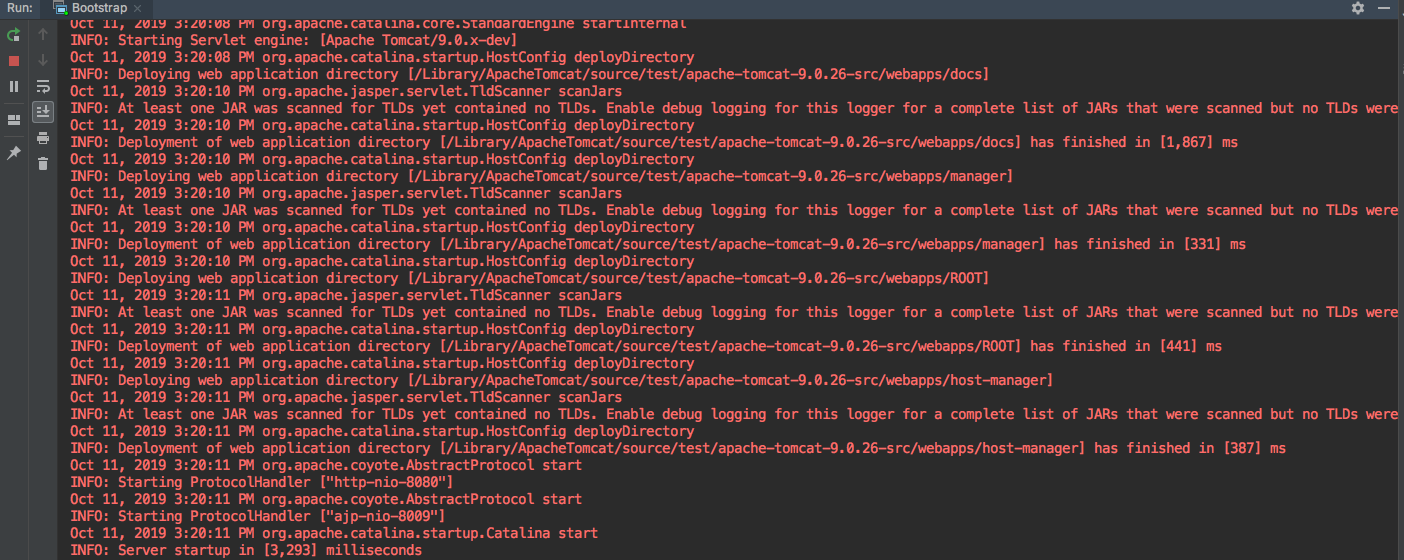 Run: Bootstrap
Oct 11, 2019 3:20:08 PM org.apache.catalina.core.StandardEngine startInternal
INFO: Starting Servlet engine: [Apache Tomcat/9.0.x-dev]
Oct 11, 2019 3:20:08 PM org.apache.catalina.startup.HostConfig deployDirectory
INFO: Deploying web application directory [/Library/ApacheTomcat/source/test/apache-tomcat-9.0.26-src/webapps/docs]
Oct 11, 2019 3:20:10 PM org.apache.jasper.servlet.TldScanner scanJars
INFO: At least one JAR was scanned for TLDs yet contained no TLDs. Enable debug logging for this logger for a complete list of JARs that were scanned but no TLDs were
Oct 11, 2019 3:20:10 PM org.apache.catalina.startup.HostConfig deployDirectory
INFO: Deployment of web application directory [/Library/ApacheTomcat/source/test/apache-tomcat-9.0.26-src/webapps/docs] has finished in [1,867] ms
Oct 11, 2019 3:20:10 PM org.apache.catalina.startup.HostConfig deployDirectory
INFO: Deploying web application directory [/Library/ApacheTomcat/source/test/apache-tomcat-9.0.26-src/webapps/manager]
Oct 11, 2019 3:20:10 PM org.apache.jasper.servlet.TldScanner scanJars
INFO: At least one JAR was scanned for TLDs yet contained no TLDs. Enable debug logging for this logger for a complete list of JARs that were scanned but no TLDs were
Oct 11, 2019 3:20:10 PM org.apache.catalina.startup.HostConfig deployDirectory
INFO: Deployment of web application directory [/Library/ApacheTomcat/source/test/apache-tomcat-9.0.26-src/webapps/manager] has finished in [331] ms
Oct 11, 2019 3:20:10 PM org.apache.catalina.startup.HostConfig deployDirectory
INFO: Deploying web application directory [/Library/ApacheTomcat/source/test/apache-tomcat-9.0.26-src/webapps/ROOT]
Oct 11, 2019 3:20:11 PM org.apache.jasper.servlet.TldScanner scanJars
INFO: At least one JAR was scanned for TLDs yet contained no TLDs. Enable debug logging for this logger for a complete list of JARs that were scanned but no TLDs were
Oct 11, 2019 3:20:11 PM org.apache.catalina.startup.HostConfig deployDirectory
INFO: Deployment of web application directory [/Library/ApacheTomcat/source/test/apache-tomcat-9.0.26-src/webapps/ROOT] has finished in [441] ms
Oct 11, 2019 3:20:11 PM org.apache.catalina.startup.HostConfig deployDirectory
INFO: Deploying web application directory [/Library/ApacheTomcat/source/test/apache-tomcat-9.0.26-src/webapps/host-manager]
Oct 11, 2019 3:20:11 PM org.apache.jasper.servlet.TldScanner scanJars
INFO: At least one JAR was scanned for TLDs yet contained no TLDs. Enable debug logging for this logger for a complete list of JARs that were scanned but no TLDs were
Oct 11, 2019 3:20:11 PM org.apache.catalina.startup.HostConfig deployDirectory
INFO: Deployment of web application directory [/Library/ApacheTomcat/source/test/apache-tomcat-9.0.26-src/webapps/host-manager] has finished in [387] ms
Oct 11, 2019 3:20:11 PM org.apache.coyote.AbstractProtocol start
INFO: Starting ProtocolHandler ["http-nio-8080"]
Oct 11, 2019 3:20:11 PM org.apache.coyote.AbstractProtocol start
INFO: Starting ProtocolHandler ["ajp-nio-8009"]
Oct 11, 2019 3:20:11 PM org.apache.catalina.startup.Catalina start
INFO: Server startup in [3,293] milliseconds